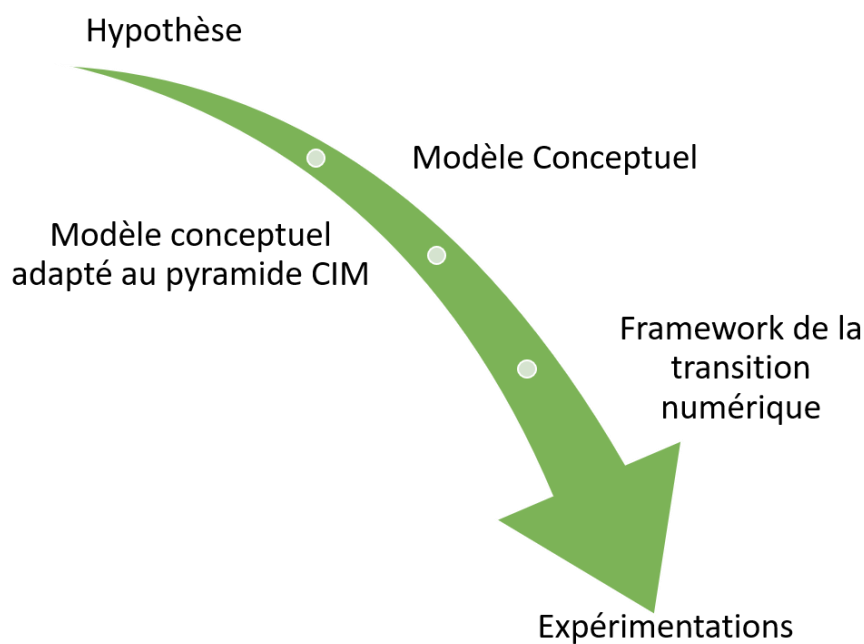 Hypothèse
Modèle Conceptuel
Modèle conceptuel
adapté au pyramide CIM
Framework de la
transition
numérique
Expérimentations